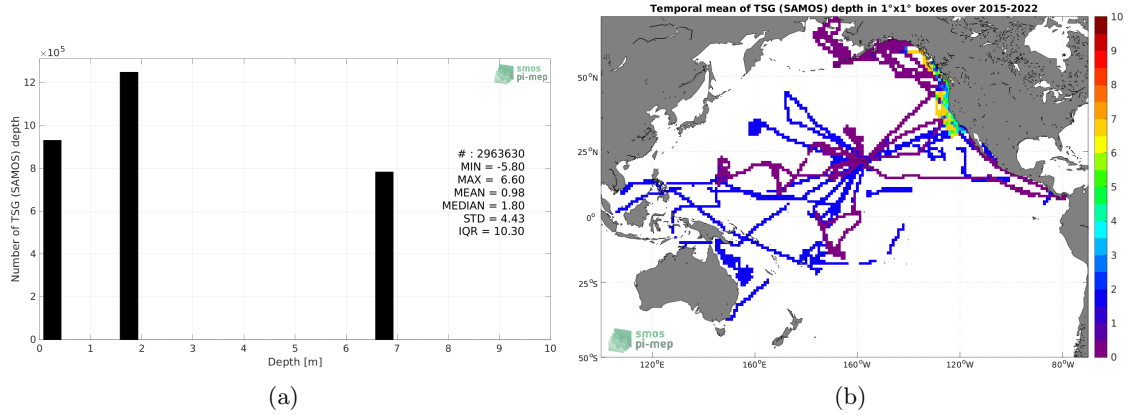 Temporal mean of TSG (SAMOS) depth in 1°x1° boxes over 2015-2022
×10⁵
12
10
8
6
4
2
0
Number of TSG (SAMOS) depth
0 1 2 3 4 5 6 7 8 9 10
Depth [m]
smos
pi-mep
# : 2963630
MIN = -5.80
MAX = 6.60
MEAN = 0.98
MEDIAN = 1.80
STD = 4.43
IQR = 10.30
50°N
25°N
0°
25°S
50°S
120°E 160°E 160°W 120°W 80°W
smos
pi-mep
10
9
8
7
6
5
4
3
2
1
0
(a)
(b)